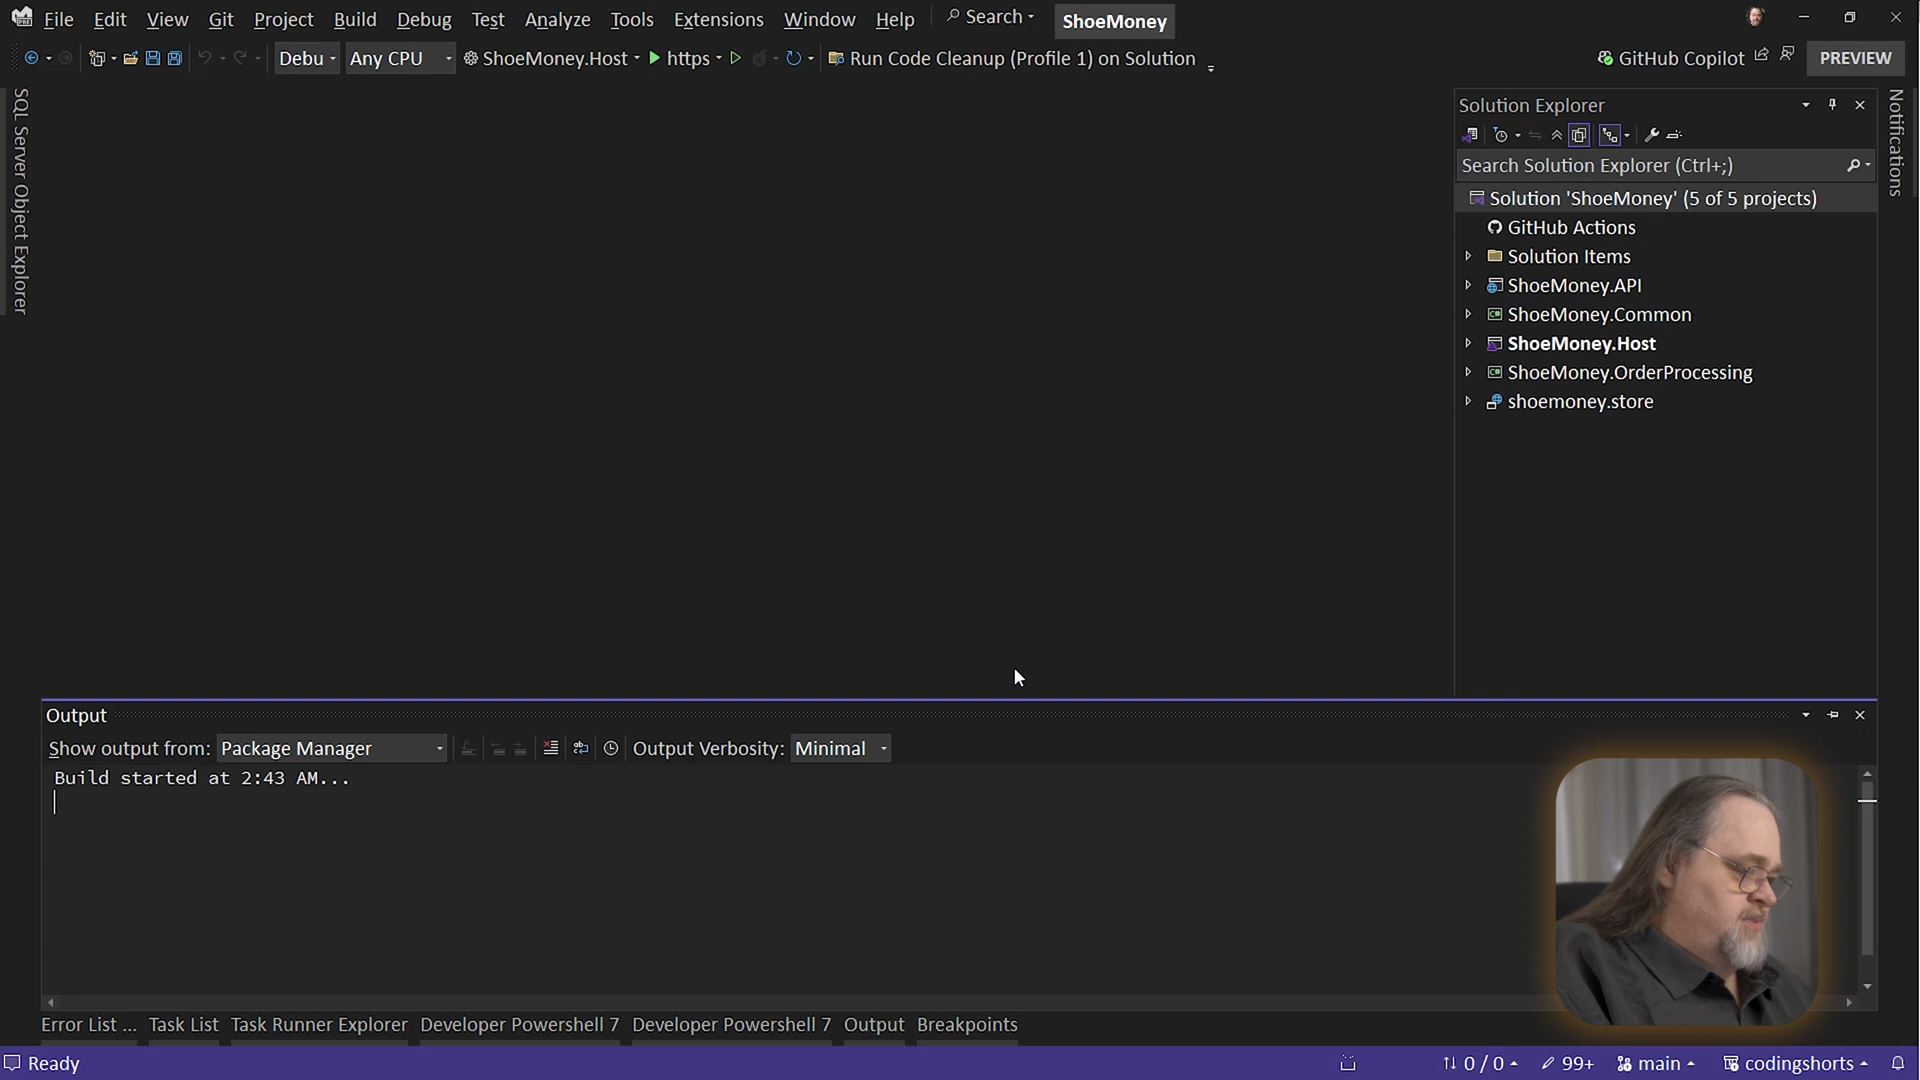 File Edit View Git Project Build Debug Test Analyze Tools Extensions Window Help Search ShoeMoney
Debu Any CPU ShoeMoney.Host https Run Code Cleanup (Profile 1) on Solution GitHub Copilot PREVIEW
SQL Server Object Explorer
Solution Explorer
Search Solution Explorer (Ctrl+;)
Solution 'ShoeMoney' (5 of 5 projects)
GitHub Actions
Solution Items
ShoeMoney.API
ShoeMoney.Common
ShoeMoney.Host
ShoeMoney.OrderProcessing
shoemoney.store
Notifications
Output
Show output from: Package Manager Output Verbosity: Minimal
Build started at 2:43 AM...
Error List ... Task List Task Runner Explorer Developer Powershell 7 Developer Powershell 7 Output Breakpoints
Ready 0 / 0 99+ main codingshorts